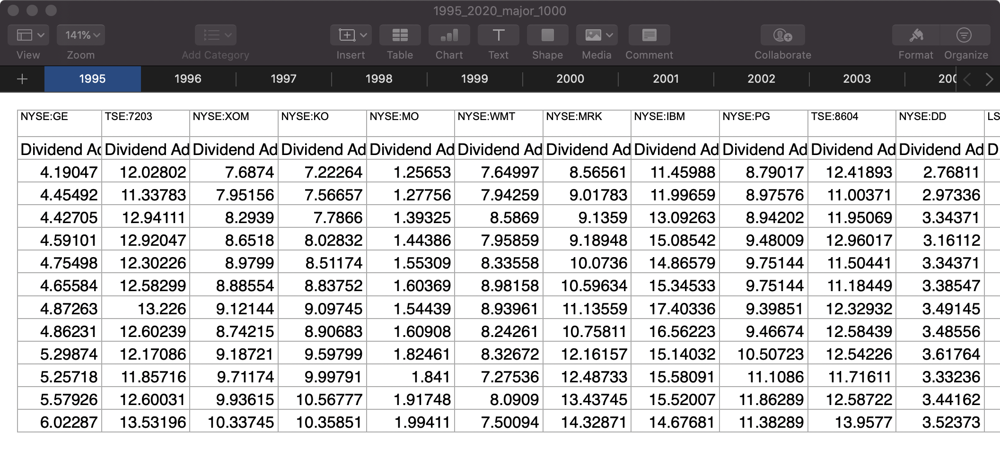 1995_2020_major_1000
141%
View Zoom Add Category Insert Table Chart Text Shape Media Comment Collaborate Format Organize
1995 1996 1997 1998 1999 2000 2001 2002 2003 200
NYSE:GE TSE:7203 NYSE:XOM NYSE:KO NYSE:MO NYSE:WMT NYSE:MRK NYSE:IBM NYSE:PG TSE:8604 NYSE:DD LS
Dividend Ad Dividend Ad Dividend Ad Dividend Ad Dividend Ad Dividend Ad Dividend Ad Dividend Ad Dividend Ad Dividend Ad Dividend Ad D
4.19047 12.02802 7.6874 7.22264 1.25653 7.64997 8.56561 11.45988 8.79017 12.41893 2.76811
4.45492 11.33783 7.95156 7.56657 1.27756 7.94259 9.01783 11.99659 8.97576 11.00371 2.97336
4.42705 12.94111 8.2939 7.7866 1.39325 8.5869 9.1359 13.09263 8.94202 11.95069 3.34371
4.59101 12.92047 8.6518 8.02832 1.44386 7.95859 9.18948 15.08542 9.48009 12.96017 3.16112
4.75498 12.30226 8.9799 8.51174 1.55309 8.33558 10.0736 14.86579 9.75144 11.50441 3.34371
4.65584 12.58299 8.88554 8.83752 1.60369 8.98158 10.59634 15.34533 9.75144 11.18449 3.38547
4.87263 13.226 9.12144 9.09745 1.54439 8.93961 11.13559 17.40336 9.39851 12.32932 3.49145
4.86231 12.60239 8.74215 8.90683 1.60908 8.24261 10.75811 16.56223 9.46674 12.58439 3.48556
5.29874 12.17086 9.18721 9.59799 1.82461 8.32672 12.16157 15.14032 10.50723 12.54226 3.61764
5.25718 11.85716 9.71174 9.99791 1.841 7.27536 12.48733 15.58091 11.1086 11.71611 3.33236
5.57926 12.60031 9.93615 10.56777 1.91748 8.0909 13.43745 15.52007 11.86289 12.58722 3.44162
6.02287 13.53196 10.33745 10.35851 1.99411 7.50094 14.32871 14.67681 11.38289 13.9577 3.52373